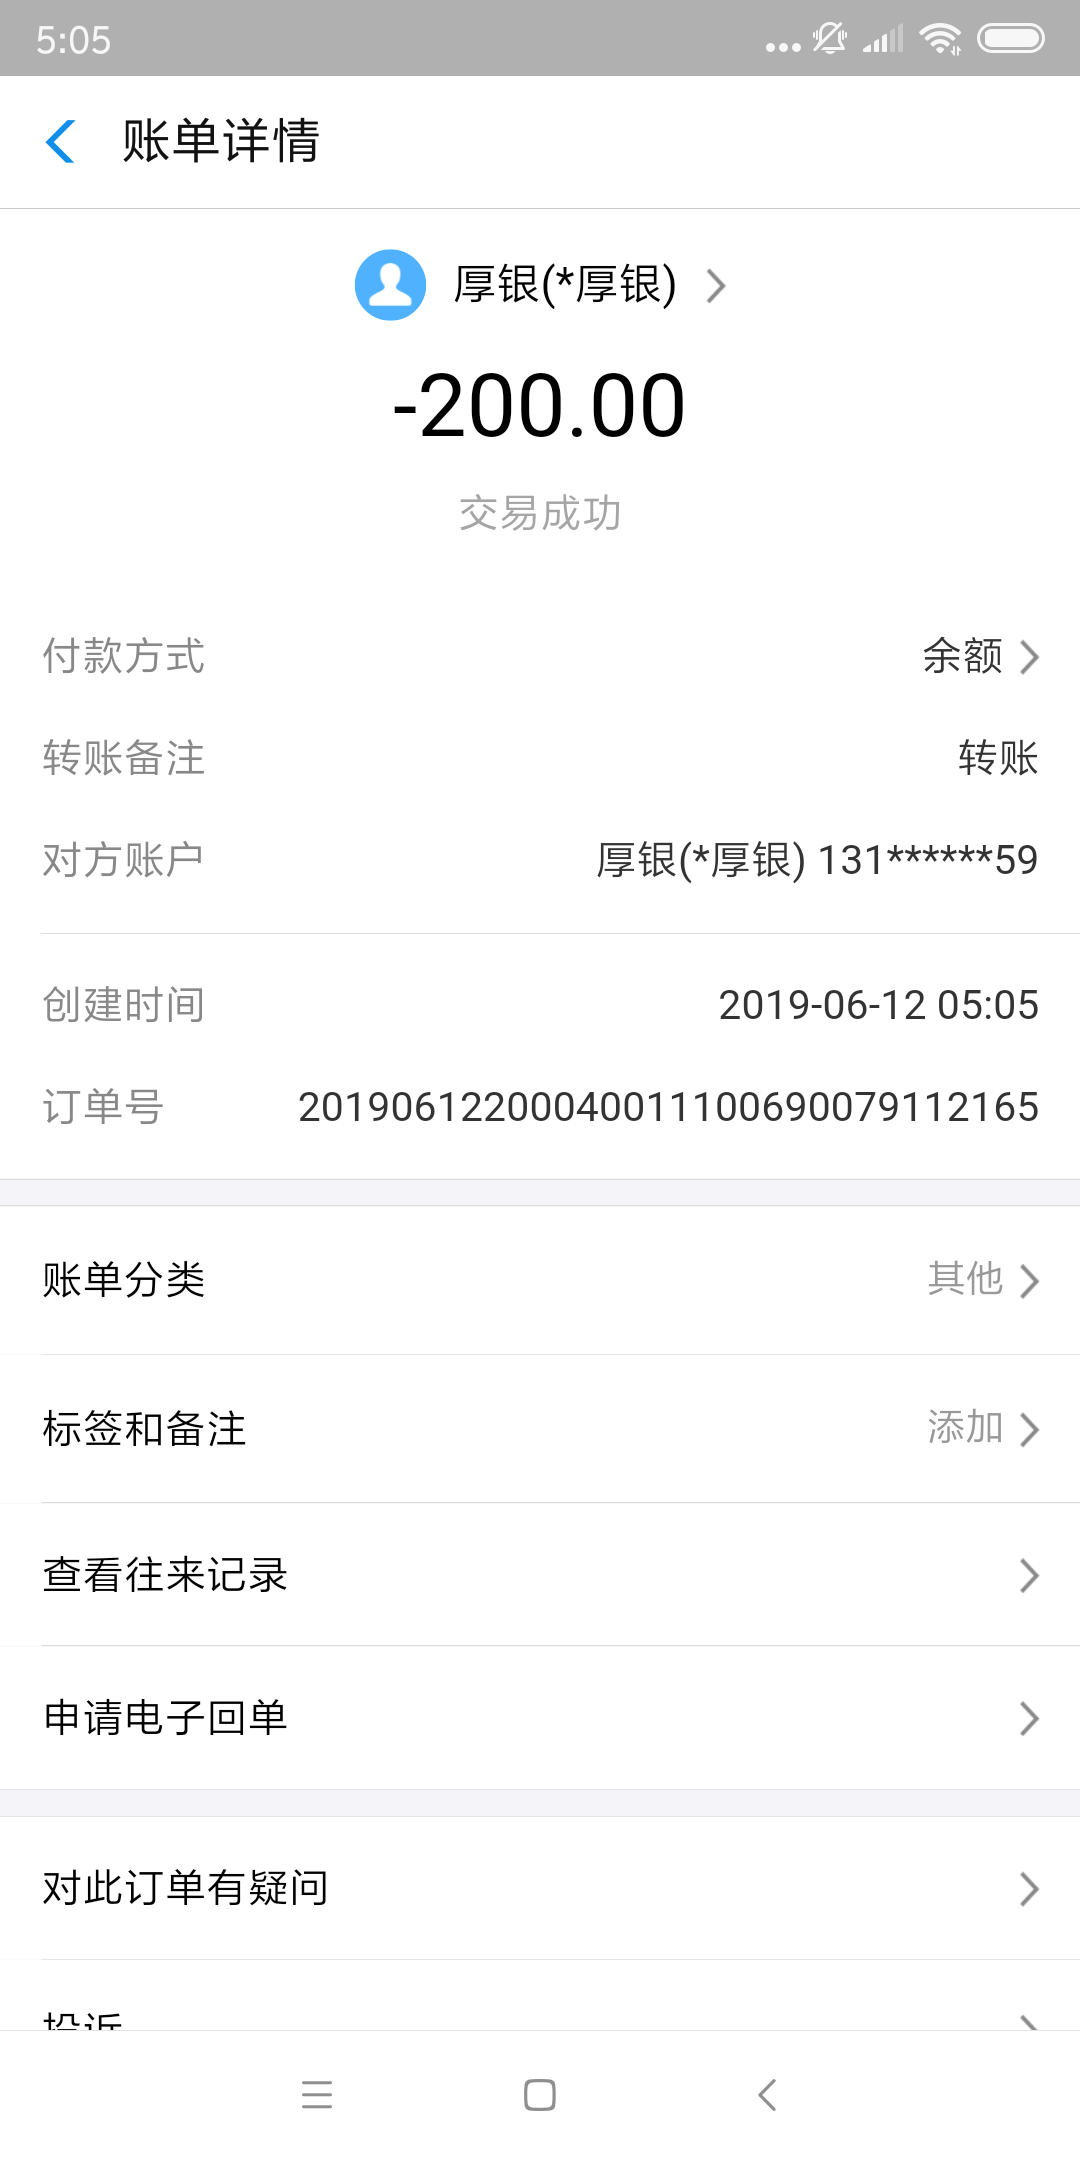 5:05
账单详情
厚银(*厚银)
-200.00
交易成功
付款方式 余额
转账备注 转账
对方账户 厚银(*厚银) 131******59
创建时间 2019-06-12 05:05
订单号 20190612200040011100690079112165
账单分类 其他
标签和备注 添加
查看往来记录
申请电子回单
对此订单有疑问
投诉